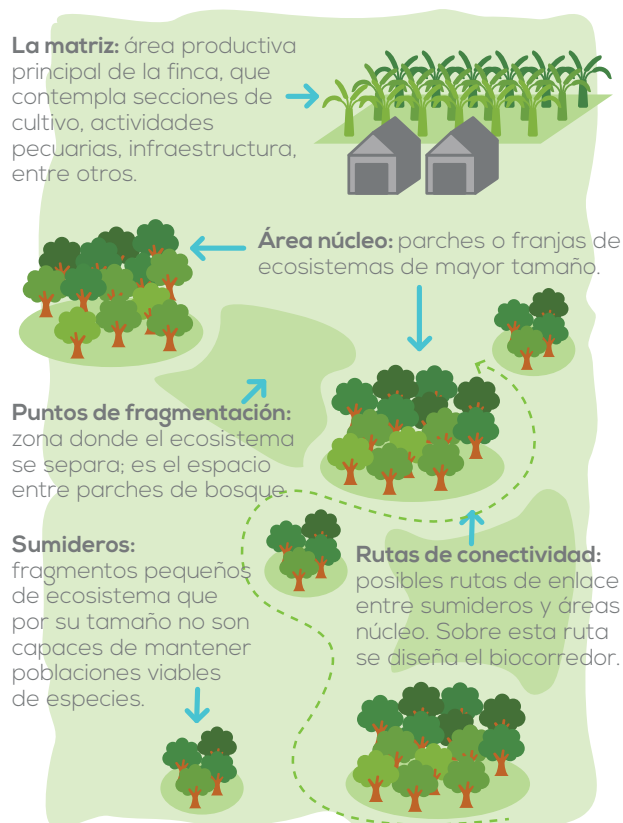 La matriz: área productiva
principal de la finca, que
contempla secciones de
cultivo, actividades
pecuarias, infraestructura,
entre otros.
Área núcleo: parches o franjas de
ecosistemas de mayor tamaño.
Puntos de fragmentación:
zona donde el ecosistema
se separa; es el espacio
entre parches de bosque
Sumideros:
fragmentos pequeños
de ecosistema que
por su tamaño no son
capaces de mantener
poblaciones viables
de especies.
Rutas de conectividad:
posibles rutas de enlace
entre sumideros y áreas
núcleo. Sobre esta ruta
se diseña el biocorredor.